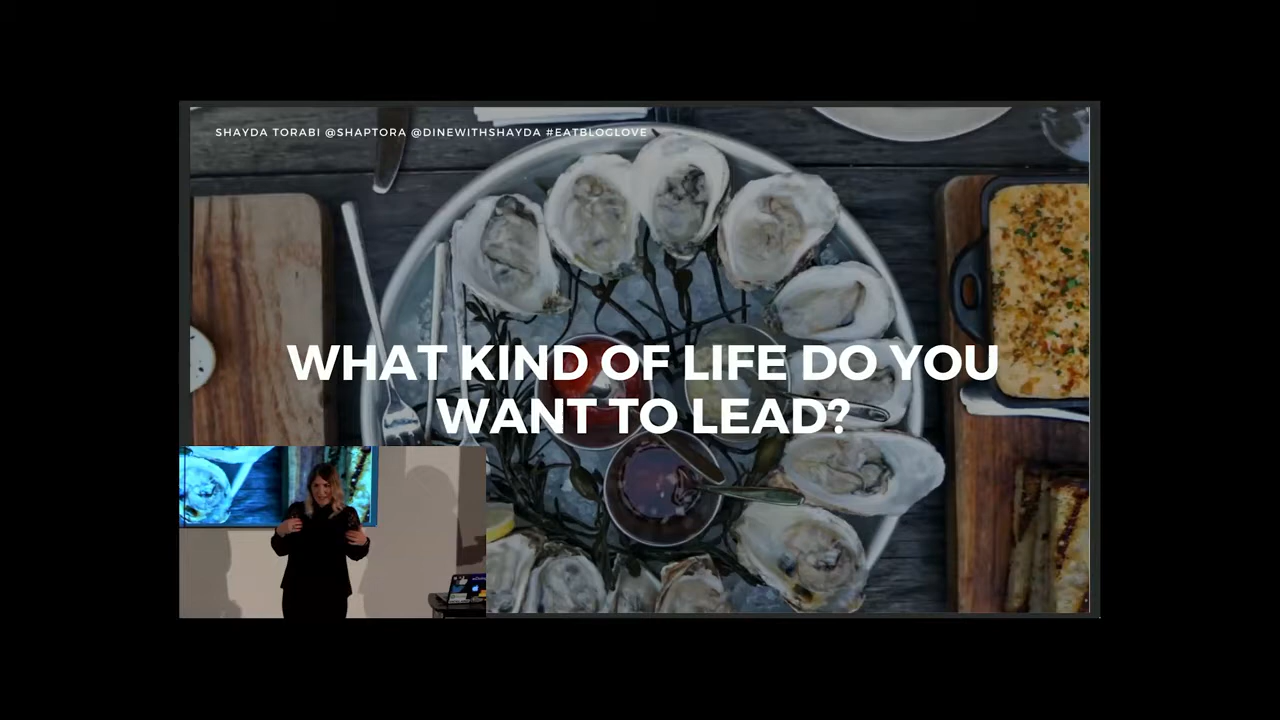 SHAYDA TORABI @SHAPTORA @DINEWITHSHAYDA #EATBLOGLOVE
WHAT KIND OF LIFE DO YOU
WANT TO LEAD?